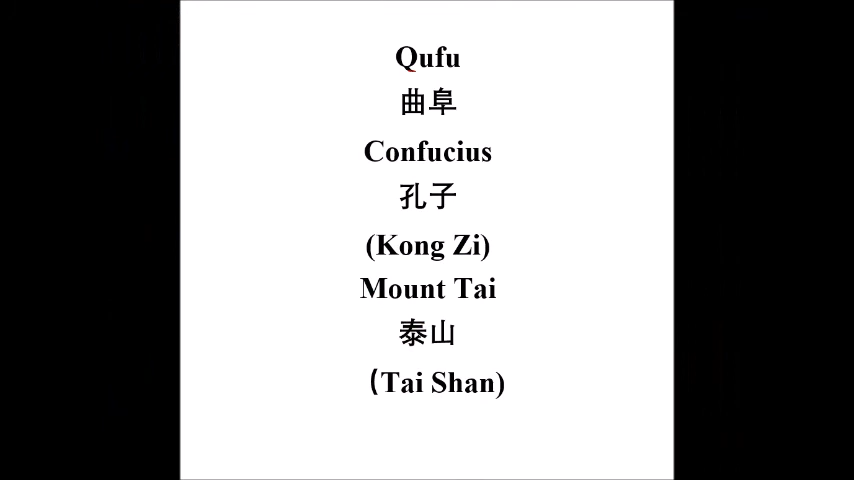 Qufu
曲阜
Confucius
孔子
(Kong Zi)
Mount Tai
泰山
（Tai Shan)